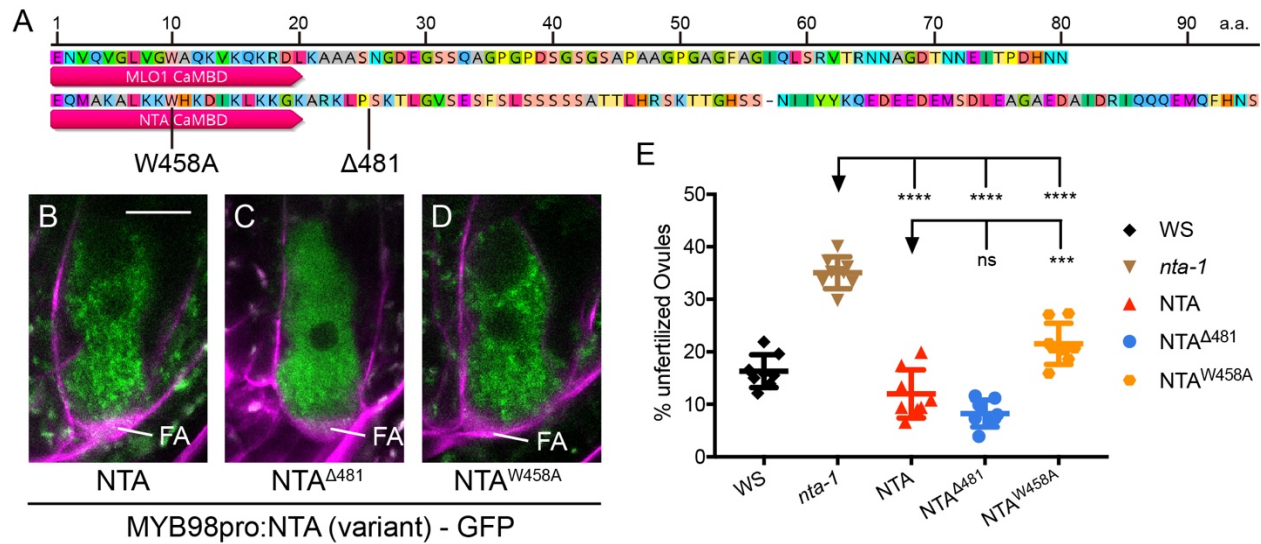 A
1 10 20 30 40 50 60 70 80 90 a.a.
ENVQVGLVGWAQKVKQKRDLKAAASNGDEGSSQAGPGPDSGSGSAPAAGPGAGFAGIQLSRVTRNNAGDTNNEITPDHNN
MLO1 CaMBD
EQMAKALKKWHKDIKLKKGKARKLPSKTLGVSESFSLSSSSSATTLHRSKTTGHSS-NIIYYKQEDEEDEMSDLEAGAEDAIDRIQQQEMQFHNS
NTA CaMBD
W458A Δ481
B C D
FA FA FA
NTA NTAΔ481 NTAW458A
MYB98pro:NTA (variant) - GFP
E
% unfertilized Ovules
50
40
30
20
10
0
**** **** ****
ns ***
WS nta-1 NTA NTAΔ481 NTAW458A
WS
nta-1
NTA
NTAΔ481
NTAW458A